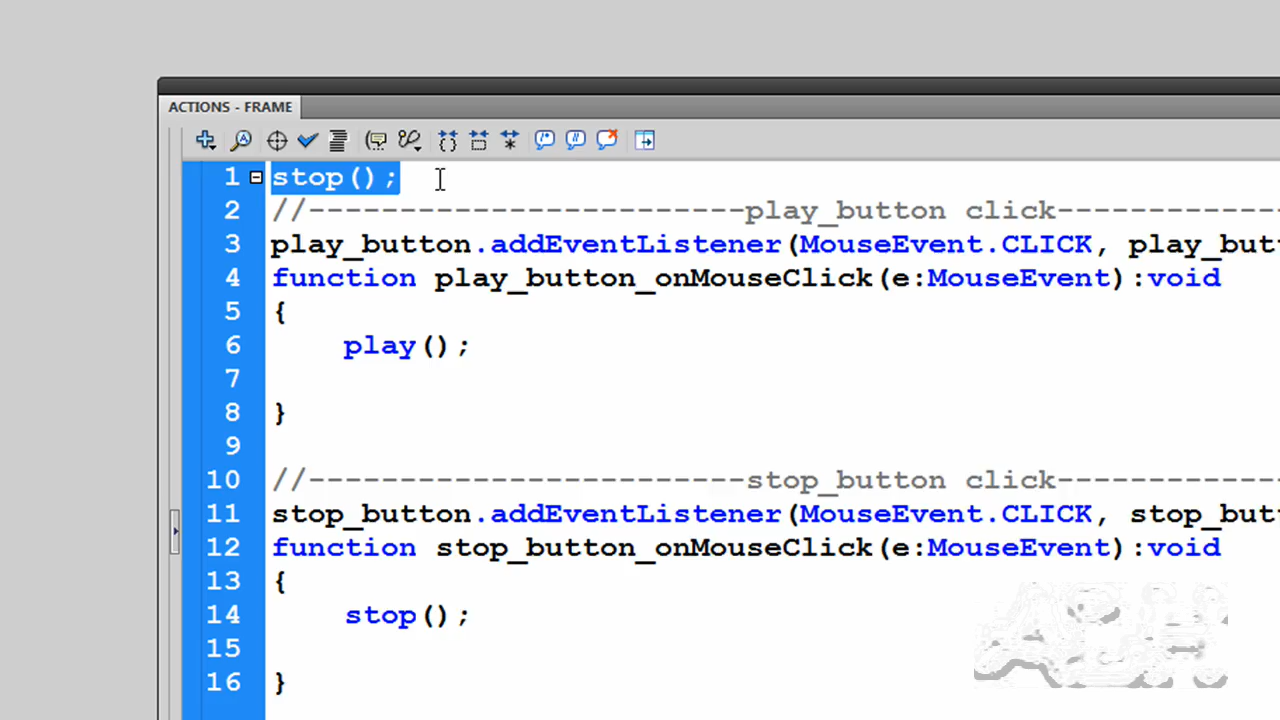 ACTIONS - FRAME
1 stop();
2 //------------------------play_button click-------------
3 play_button.addEventListener(MouseEvent.CLICK, play_butt
4 function play_button_onMouseClick(e:MouseEvent):void
5 {
6 play();
7
8 }
9
10 //------------------------stop_button click-------------
11 stop_button.addEventListener(MouseEvent.CLICK, stop_butt
12 function stop_button_onMouseClick(e:MouseEvent):void
13 {
14 stop();
15
16 }